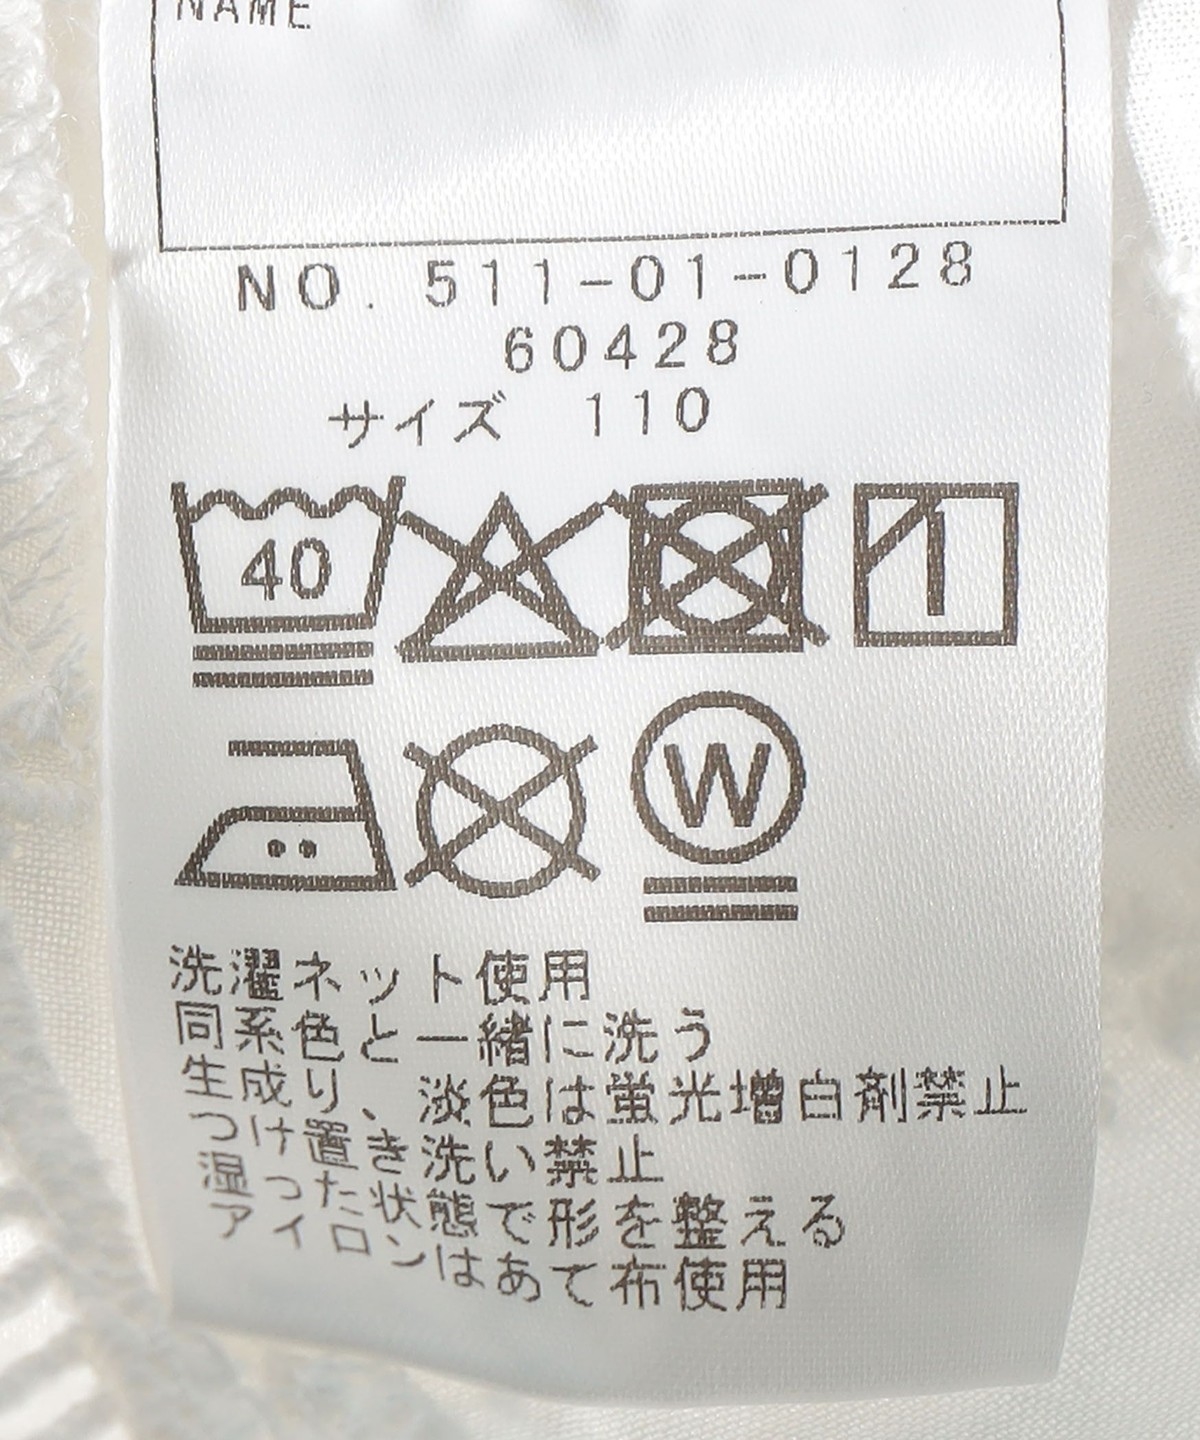 NAME
NO. 511-01-0128
60428
サイズ 110
40
W
洗濯ネット使用
同系色と一緒に洗う
生成り、淡色は蛍光増白剤禁止
つけ置き洗い禁止
湿った状態で形を整える
アイロンはあて布使用